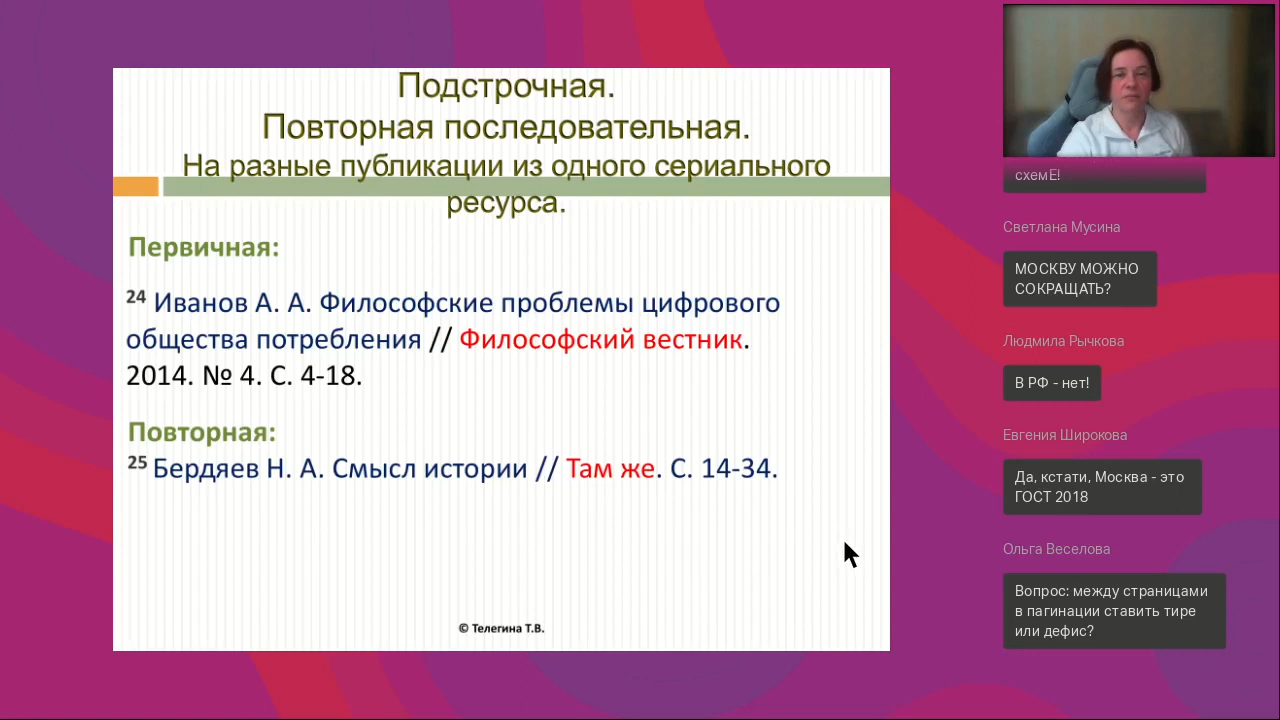 Подстрочная.
Повторная последовательная.
На разные публикации из одного сериального
ресурса.
Первичная:
24 Иванов А. А. Философские проблемы цифрового
общества потребления // Философский вестник.
2014. № 4. С. 4-18.
Повторная:
25 Бердяев Н. А. Смысл истории // Там же. С. 14-34.
© Телегина Т.В.
схемЕ!
Светлана Мусина
МОСКВУ МОЖНО
СОКРАЩАТЬ?
Людмила Рычкова
В РФ - нет!
Евгения Широкова
Да, кстати, Москва - это
ГОСТ 2018
Ольга Веселова
Вопрос: между страницами
в пагинации ставить тире
или дефис?